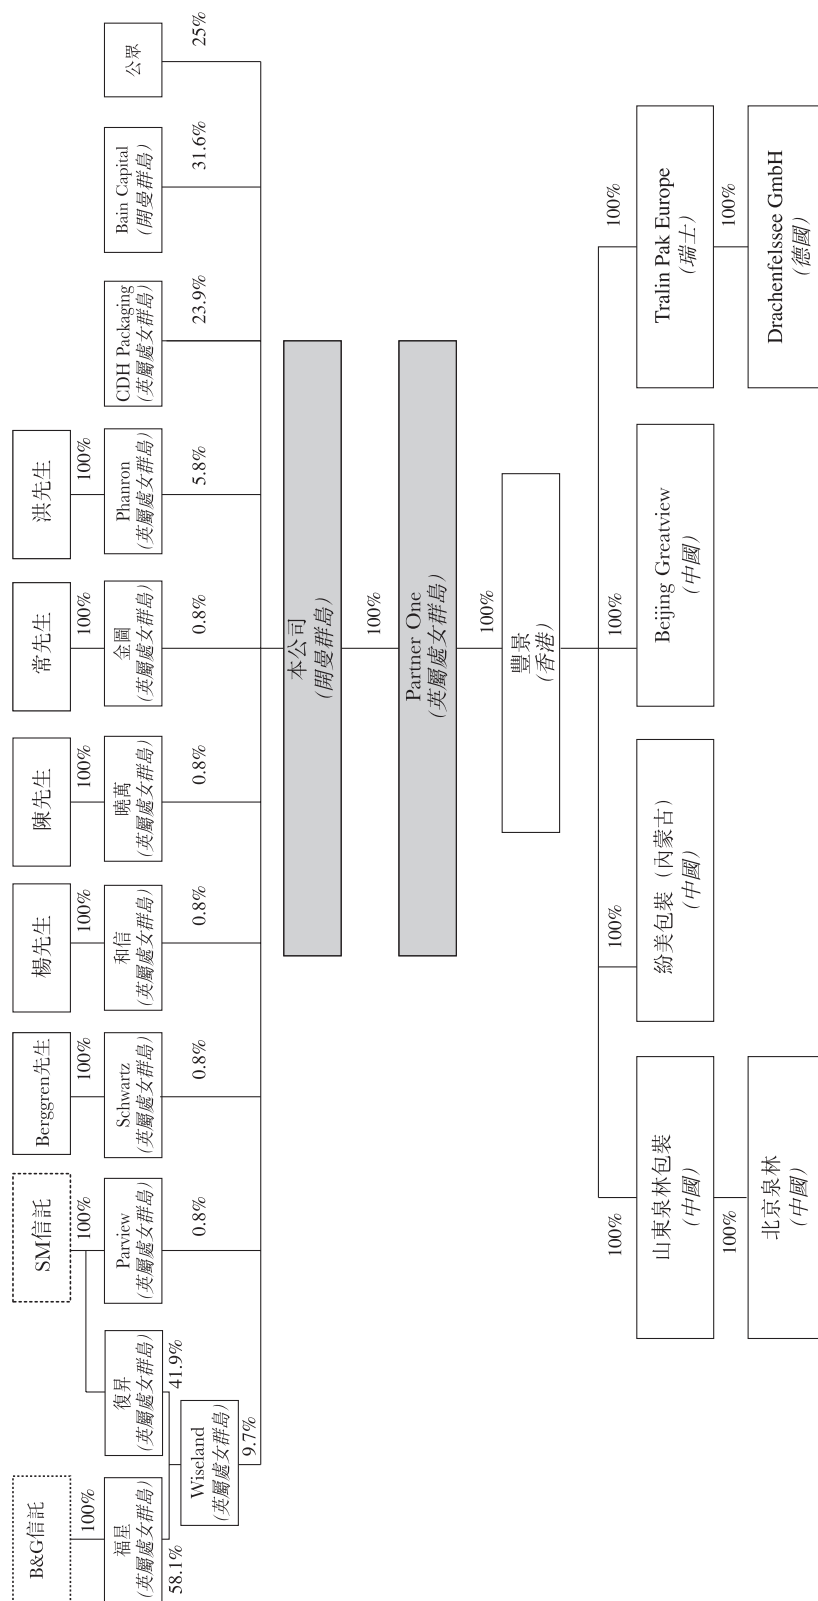 B&G信託
SM信託
Berggren先生
楊先生
陳先生
常先生
洪先生
100%
100%
100%
100%
100%
100%
100%
福星
(英屬處女群島)
復昇
(英屬處女群島)
Parview
(英屬處女群島)
Schwartz
(英屬處女群島)
和信
(英屬處女群島)
曉萬
(英屬處女群島)
金圖
(英屬處女群島)
Phanron
(英屬處女群島)
CDH Packaging
(英屬處女群島)
Bain Capital
(開曼群島)
公眾
58.1%
41.9%
Wiseland
(英屬處女群島)
9.7%
0.8%
0.8%
0.8%
0.8%
0.8%
5.8%
23.9%
31.6%
25%
本公司
(開曼群島)
100%
Partner One
(英屬處女群島)
100%
豐景
(香港)
100%
100%
100%
100%
山東泉林包裝
(中國)
紛美包裝（內蒙古）
(中國)
Beijing Greatview
(中國)
Tralin Pak Europe
(瑞士)
100%
100%
北京泉林
(中國)
Drachenfelssee GmbH
(德國)